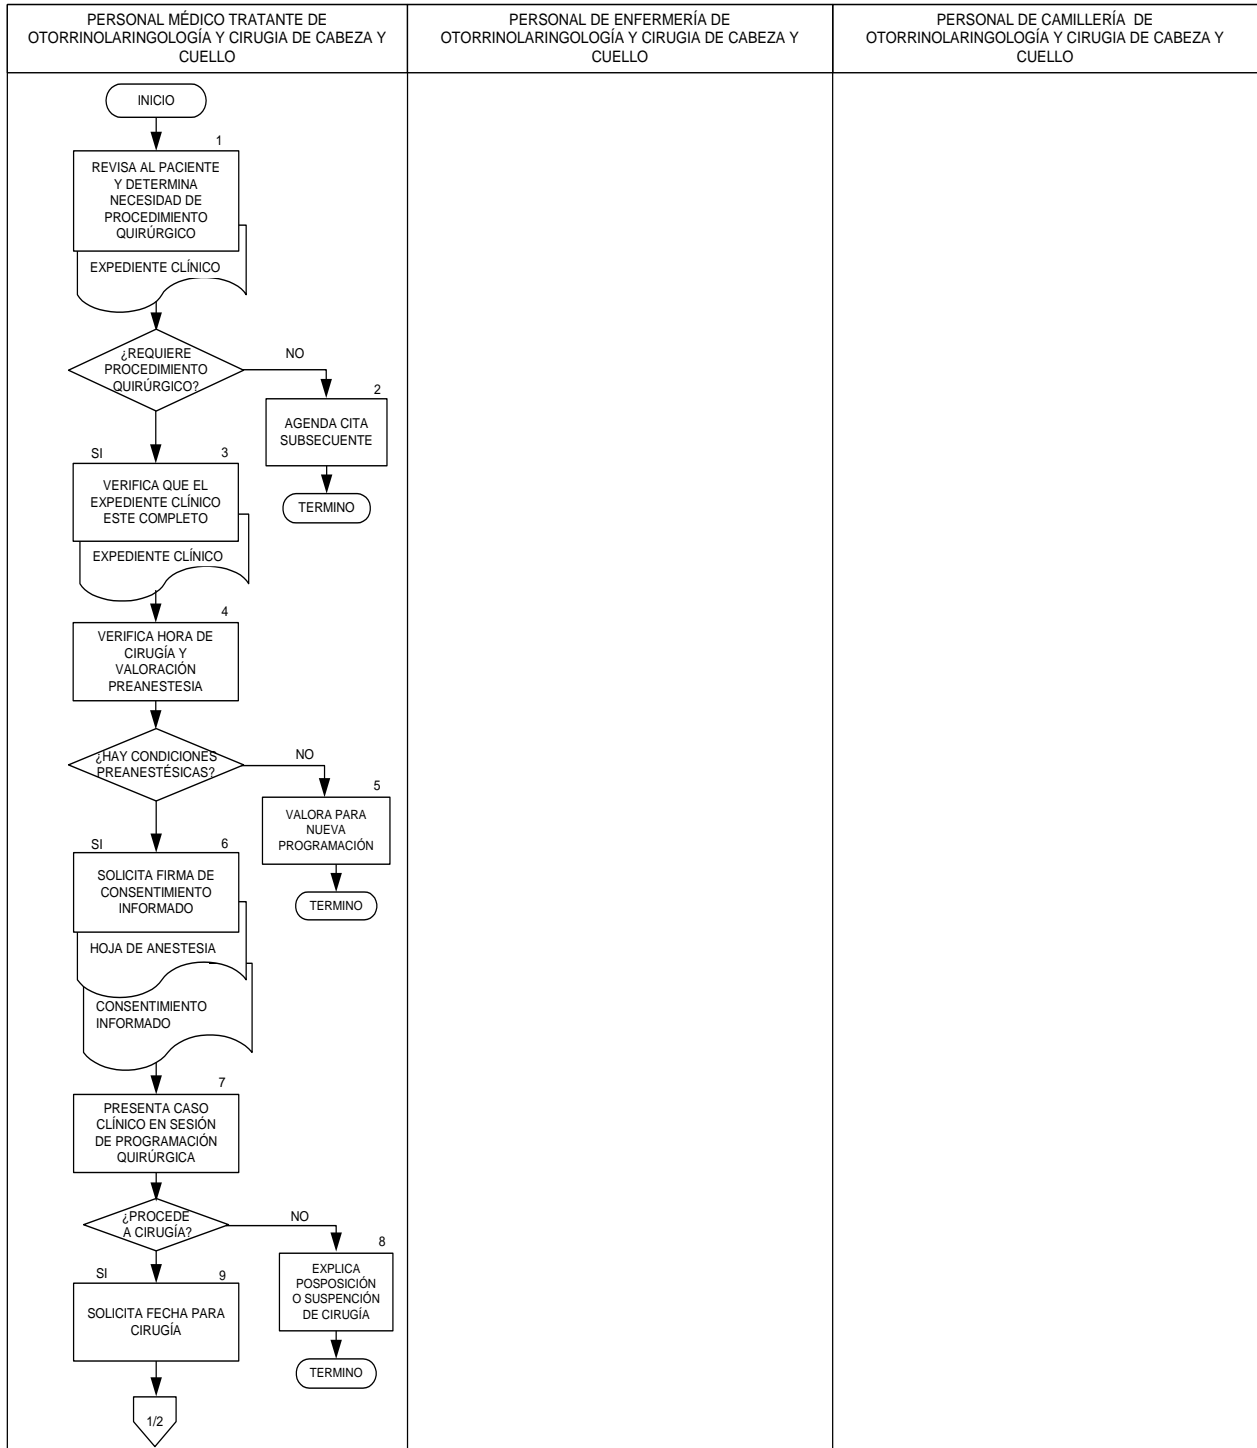 PERSONAL MÉDICO TRATANTE DE
OTORRINOLARINGOLOGÍA Y CIRUGIA DE CABEZA Y
CUELLO
PERSONAL DE ENFERMERÍA DE
OTORRINOLARINGOLOGÍA Y CIRUGIA DE CABEZA Y
CUELLO
PERSONAL DE CAMILLERÍA DE
OTORRINOLARINGOLOGÍA Y CIRUGIA DE CABEZA Y
CUELLO
INICIO
1
REVISA AL PACIENTE
Y DETERMINA
NECESIDAD DE
PROCEDIMIENTO
QUIRÚRGICO
EXPEDIENTE CLÍNICO
¿REQUIERE
PROCEDIMIENTO
QUIRÚRGICO?
NO
2
AGENDA CITA
SUBSECUENTE
TERMINO
SI
3
VERIFICA QUE EL
EXPEDIENTE CLÍNICO
ESTE COMPLETO
EXPEDIENTE CLÍNICO
4
VERIFICA HORA DE
CIRUGÍA Y
VALORACIÓN
PREANESTESIA
¿HAY CONDICIONES
PREANESTÉSICAS?
NO
5
VALORA PARA
NUEVA
PROGRAMACIÓN
TERMINO
SI
6
SOLICITA FIRMA DE
CONSENTIMIENTO
INFORMADO
HOJA DE ANESTESIA
CONSENTIMIENTO
INFORMADO
7
PRESENTA CASO
CLÍNICO EN SESIÓN
DE PROGRAMACIÓN
QUIRÚRGICA
¿PROCEDE
A CIRUGÍA?
NO
8
EXPLICA
POSPOSICIÓN
O SUSPENCIÓN
DE CIRUGÍA
TERMINO
SI
9
SOLICITA FECHA PARA
CIRUGÍA
1/2